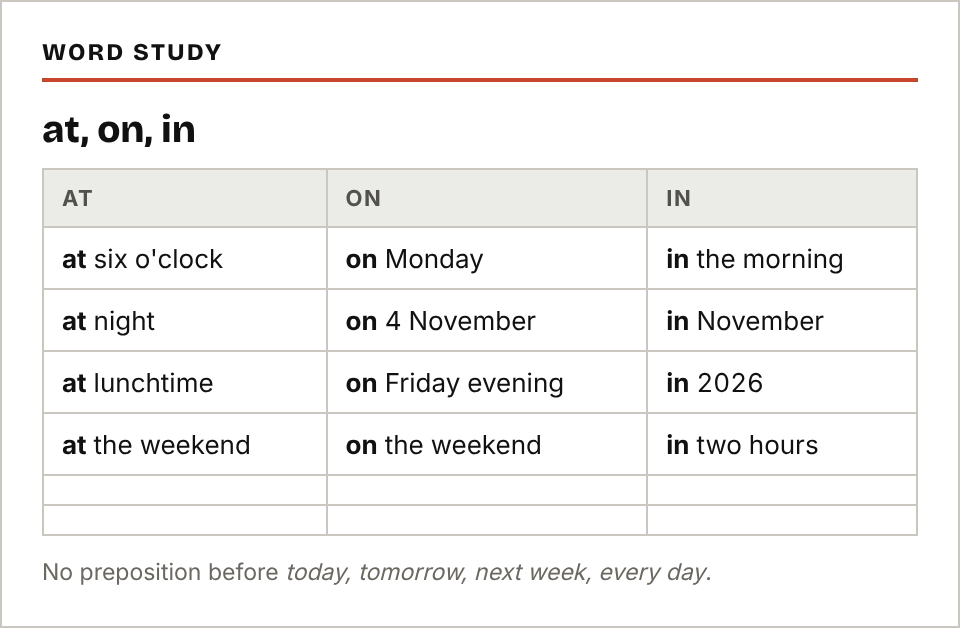 WORD STUDY
at, on, in
AT ON IN
at six o'clock on Monday in the morning
at night on 4 November in November
at lunchtime on Friday evening in 2026
at the weekend on the weekend in two hours
No preposition before today, tomorrow, next week, every day.